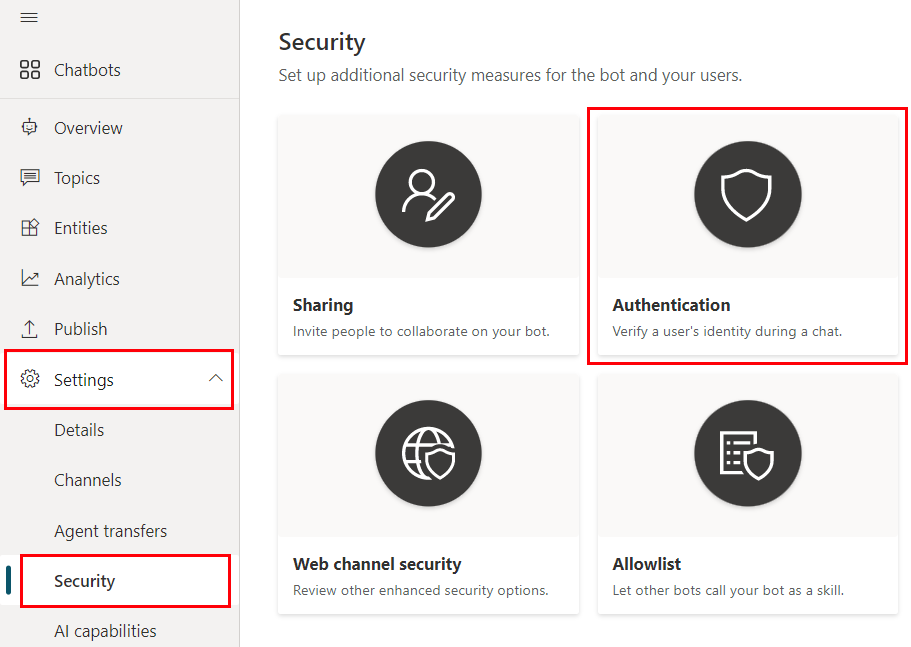 Chatbots
Overview
Topics
Entities
Analytics
Publish
Settings
Details
Channels
Agent transfers
Security
AI capabilities
Security
Set up additional security measures for the bot and your users.
Sharing
Invite people to collaborate on your bot.
Authentication
Verify a user's identity during a chat.
Web channel security
Review other enhanced security options.
Allowlist
Let other bots call your bot as a skill.